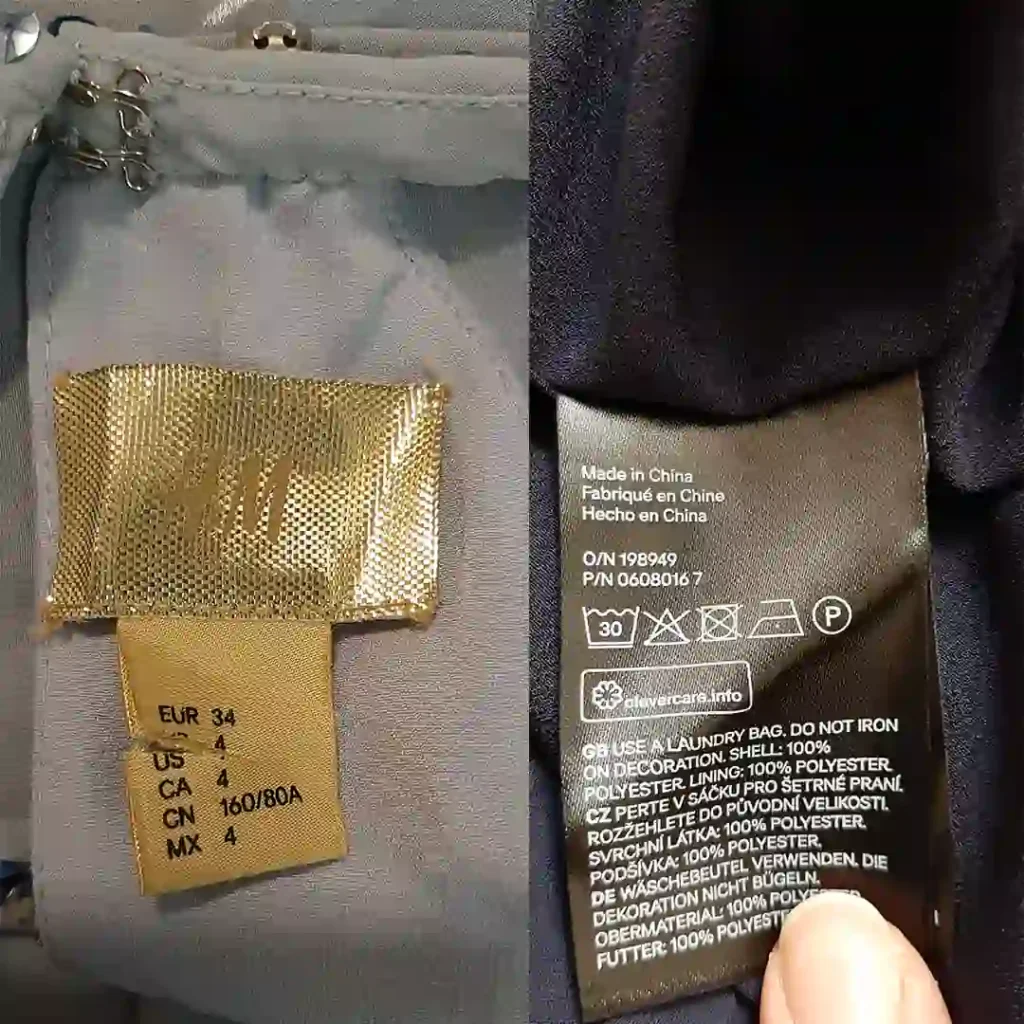 H&M
EUR 34
US 4
CA 4
CN 160/80A
MX 4
Made in China
Fabriqué en Chine
Hecho en China
O/N 198949
P/N 0608016 7
30
P
clevercare.info
GB USE A LAUNDRY BAG. DO NOT IRON
ON DECORATION. SHELL: 100%
POLYESTER. LINING: 100% POLYESTER.
CZ PERTE V SÁČKU PRO ŠETRNÉ PRANÍ.
ROZŽEHLETE DO PŮVODNÍ VELIKOSTI.
SVRCHNÍ LÁTKA: 100% POLYESTER.
PODŠÍVKA: 100% POLYESTER.
DE WÄSCHEBEUTEL VERWENDEN. DIE
DEKORATION NICHT BÜGELN.
OBERMATERIAL: 100%
FUTTER: 100%